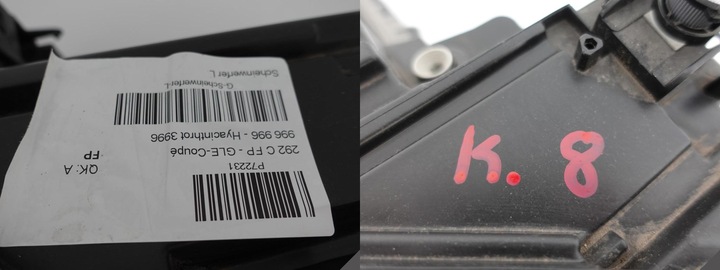 P72231
292 C FP - GLE-Coupé
996 996 - Hyacinthrot 3996
QK: A
FP
G-Scheinwerfer-L
Scheinwerfer L
K. 8